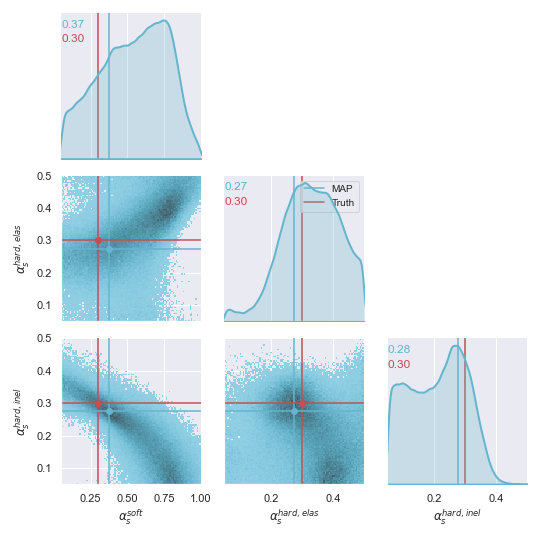 0.37
0.30
0.5
0.4
0.3
0.2
0.1
α_s^{hard, elas}
0.27
0.30
MAP
Truth
0.5
0.4
0.3
0.2
0.1
α_s^{hard, inel}
0.28
0.30
0.25 0.50 0.75 1.00
0.2 0.4
0.2 0.4
α_s^{soft}
α_s^{hard, elas}
α_s^{hard, inel}